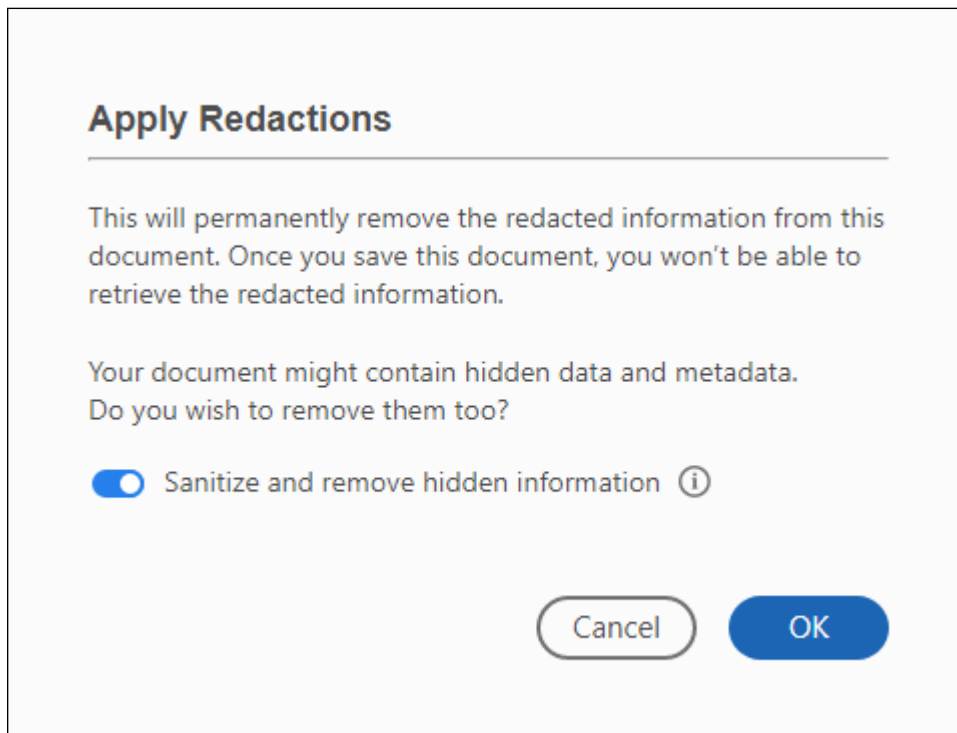 Apply Redactions
This will permanently remove the redacted information from this
document. Once you save this document, you won’t be able to
retrieve the redacted information.
Your document might contain hidden data and metadata.
Do you wish to remove them too?
Sanitize and remove hidden information
Cancel
OK